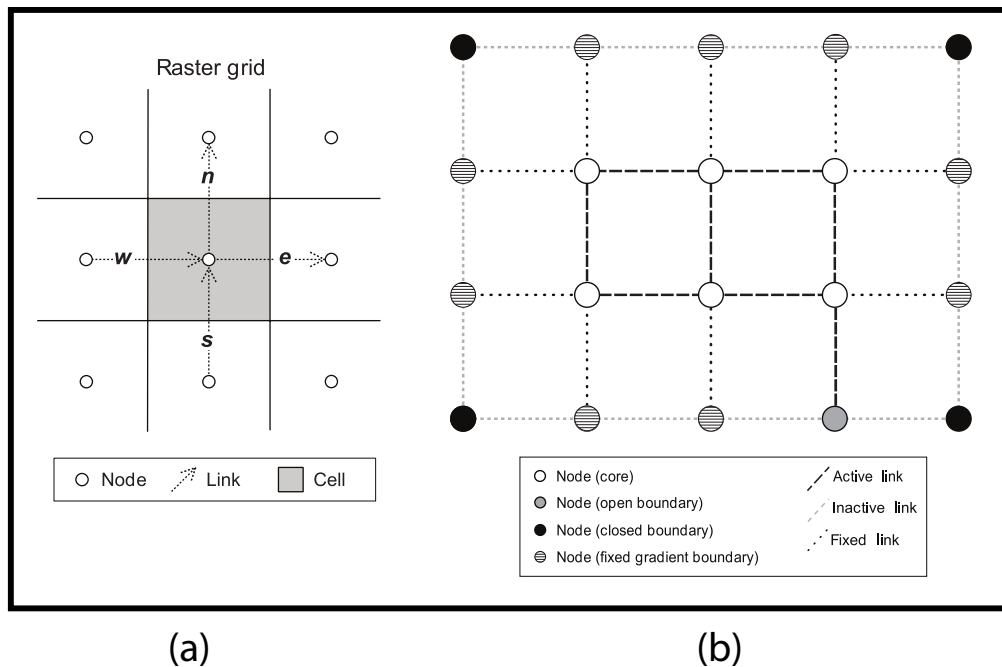 Raster grid
n
w
e
s
Node
Link
Cell
Node (core)
Node (open boundary)
Node (closed boundary)
Node (fixed gradient boundary)
Active link
Inactive link
Fixed link
(a)
(b)